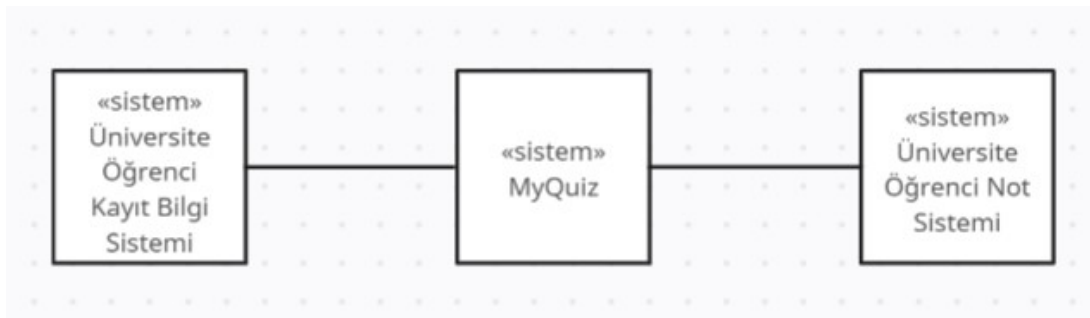 «sistem»
Üniversite
Öğrenci
Kayıt Bilgi
Sistemi
«sistem»
MyQuiz
«sistem»
Üniversite
Öğrenci Not
Sistemi